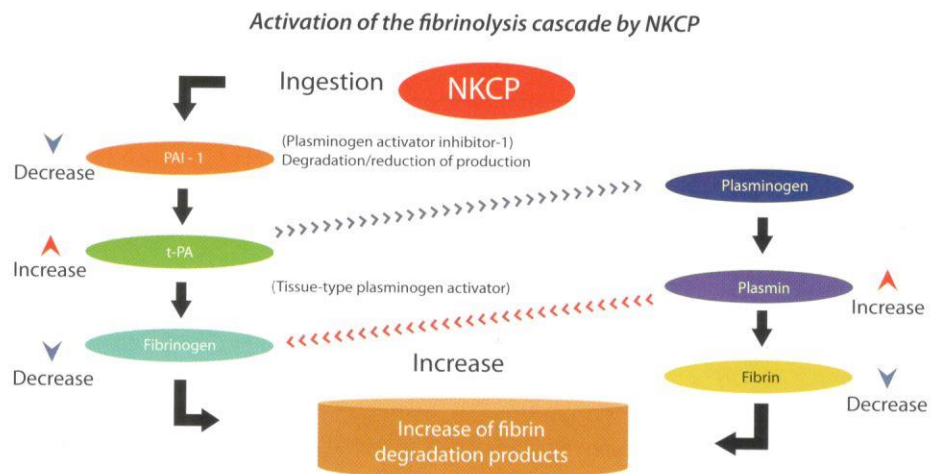 Activation of the fibrinolysis cascade by NKCP
Ingestion
NKCP
Decrease
PAI - 1
(Plasminogen activator inhibitor-1)
Degradation/reduction of production
Plasminogen
Increase
t-PA
(Tissue-type plasminogen activator)
Plasmin
Increase
Fibrinogen
Decrease
Increase
Fibrin
Decrease
Increase of fibrin
degradation products